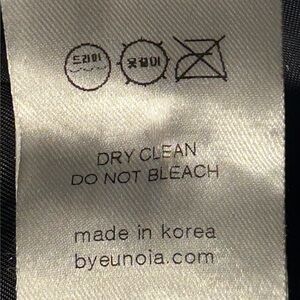 드라이 옷걸이
DRY CLEAN
DO NOT BLEACH
made in korea
byeunoia.com